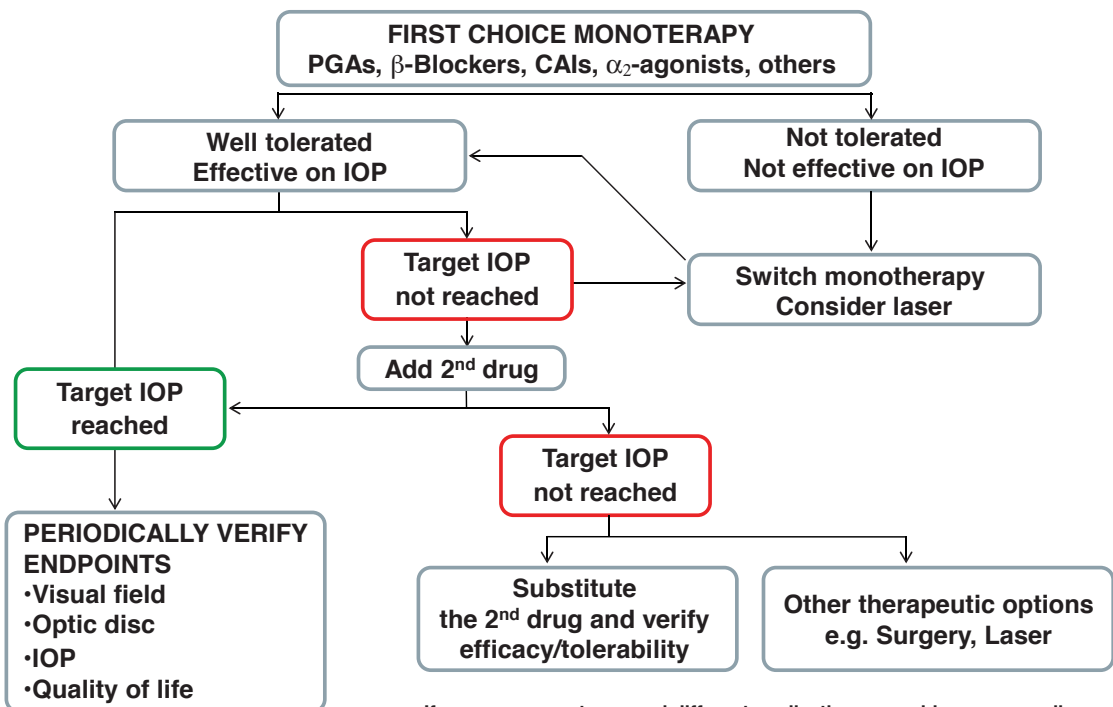 FIRST CHOICE MONOTERAPY
PGAs, β-Blockers, CAIs, α2-agonists, others
Well tolerated
Effective on IOP
Not tolerated
Not effective on IOP
Target IOP
not reached
Switch monotherapy
Consider laser
Add 2nd drug
Target IOP
reached
Target IOP
not reached
PERIODICALLY VERIFY
ENDPOINTS
•Visual field
•Optic disc
•IOP
•Quality of life
Substitute
the 2nd drug and verify
efficacy/tolerability
Other therapeutic options
e.g. Surgery, Laser